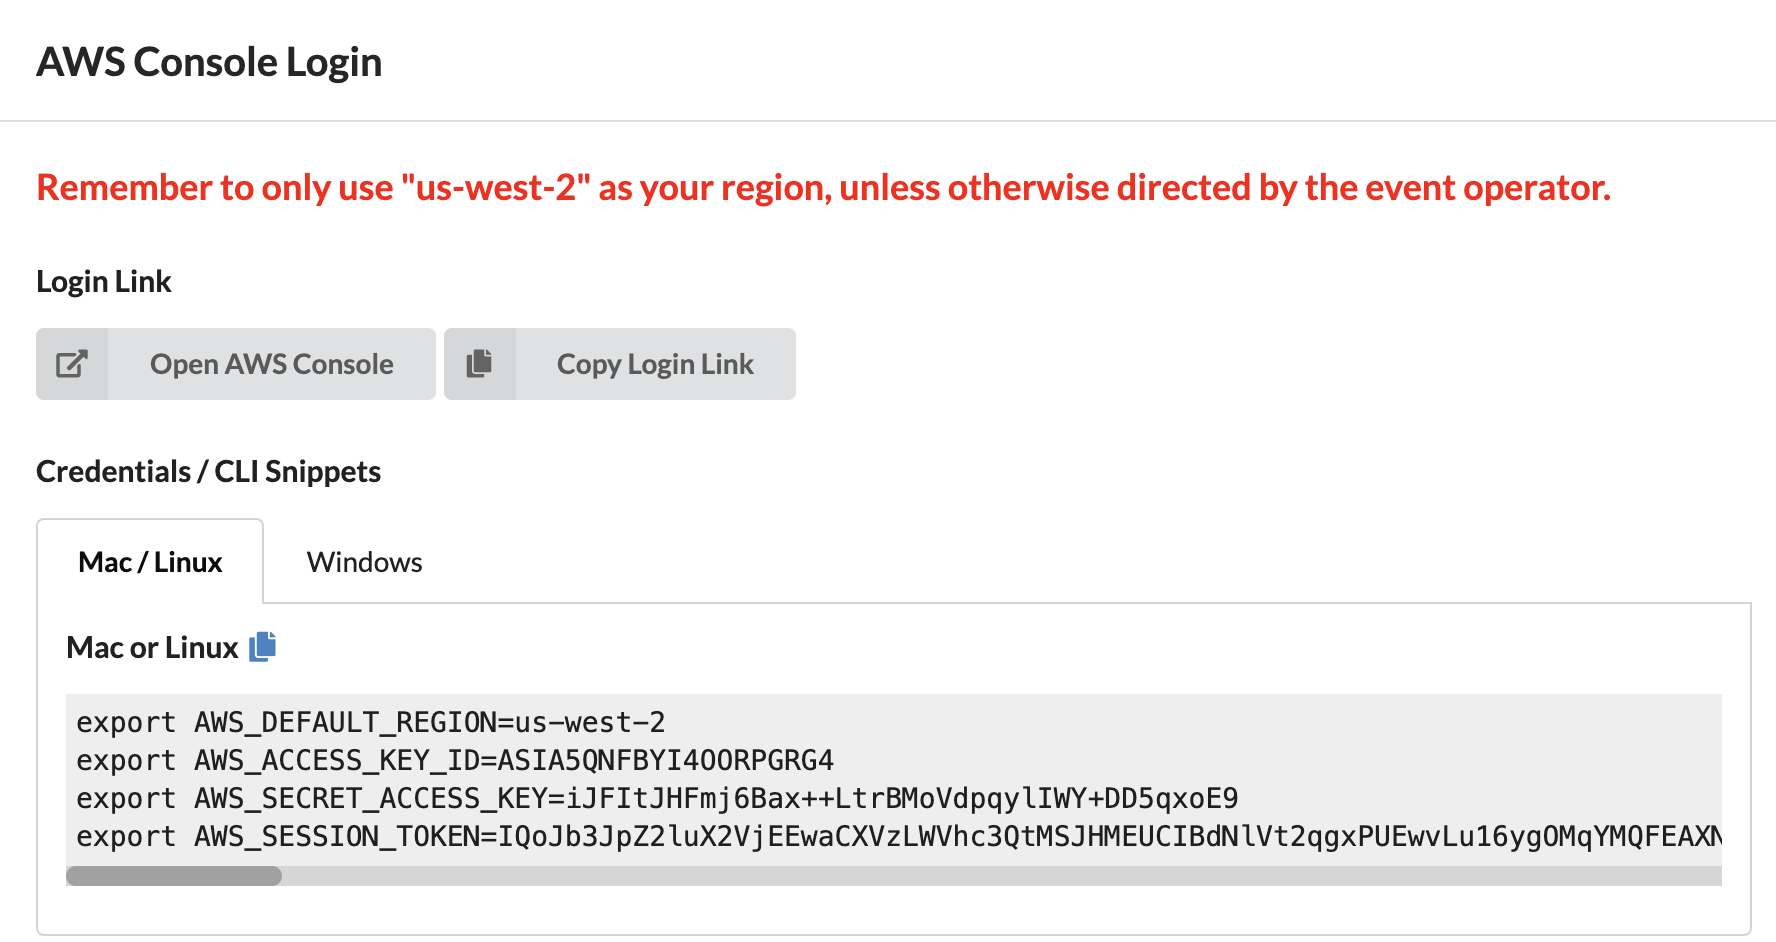 AWS Console Login
Remember to only use "us-west-2" as your region, unless otherwise directed by the event operator.
Login Link
Open AWS Console
Copy Login Link
Credentials / CLI Snippets
Mac / Linux
Windows
Mac or Linux
export AWS_DEFAULT_REGION=us-west-2
export AWS_ACCESS_KEY_ID=ASIA5QNFBYI4OORPGRG4
export AWS_SECRET_ACCESS_KEY=iJFItJHFmj6Bax++LtrBMoVdpqylIWY+DD5qxoE9
export AWS_SESSION_TOKEN=IQoJb3JpZ2luX2VjEEwaCXVzLWVhc3QtMSJHMEUCIBdNlVt2qgxPUEwvLu16ygOMqYMQFEAXN